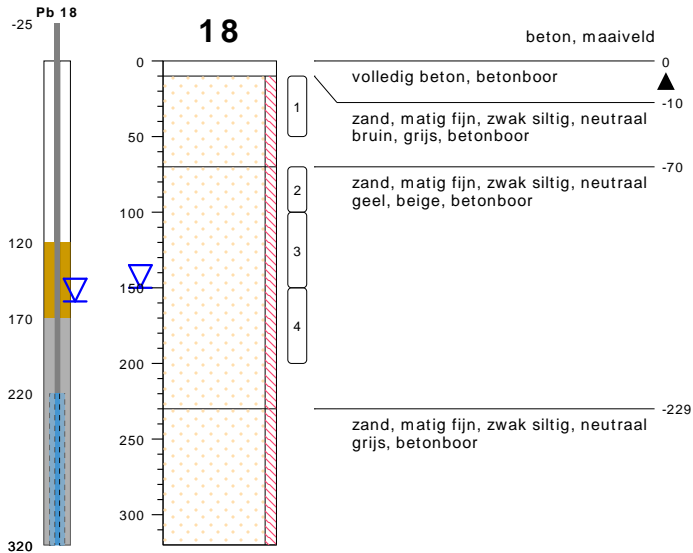 Pb 18
-25
120
170
220
320
18
0
50
100
150
200
250
300
1
2
3
4
beton, maaiveld
0
volledig beton, betonboor
-10
zand, matig fijn, zwak siltig, neutraal
bruin, grijs, betonboor
-70
zand, matig fijn, zwak siltig, neutraal
geel, beige, betonboor
-229
zand, matig fijn, zwak siltig, neutraal
grijs, betonboor